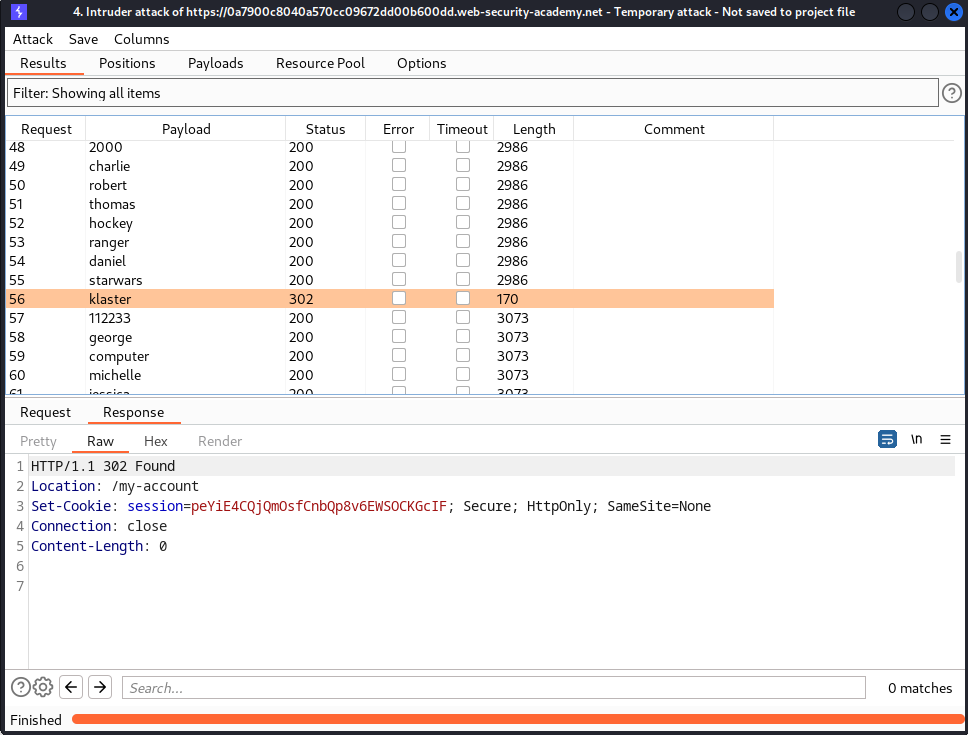 4. Intruder attack of https://0a7900c8040a570cc09672dd00b600dd.web-security-academy.net - Temporary attack - Not saved to project file
Attack Save Columns
Results Positions Payloads Resource Pool Options
Filter: Showing all items
?
Request Payload Status Error Timeout Length Comment
48 2000 200 2986
49 charlie 200 2986
50 robert 200 2986
51 thomas 200 2986
52 hockey 200 2986
53 ranger 200 2986
54 daniel 200 2986
55 starwars 200 2986
56 klaster 302 170
57 112233 200 3073
58 george 200 3073
59 computer 200 3073
60 michelle 200 3073
61 jessica 200 3073
Request Response
Pretty Raw Hex Render
\n
1 HTTP/1.1 302 Found
2 Location: /my-account
3 Set-Cookie: session=peYiE4CQjQmOsfCnbQp8v6EWSOCKGcIF; Secure; HttpOnly; SameSite=None
4 Connection: close
5 Content-Length: 0
6
7
? Search... 0 matches
Finished